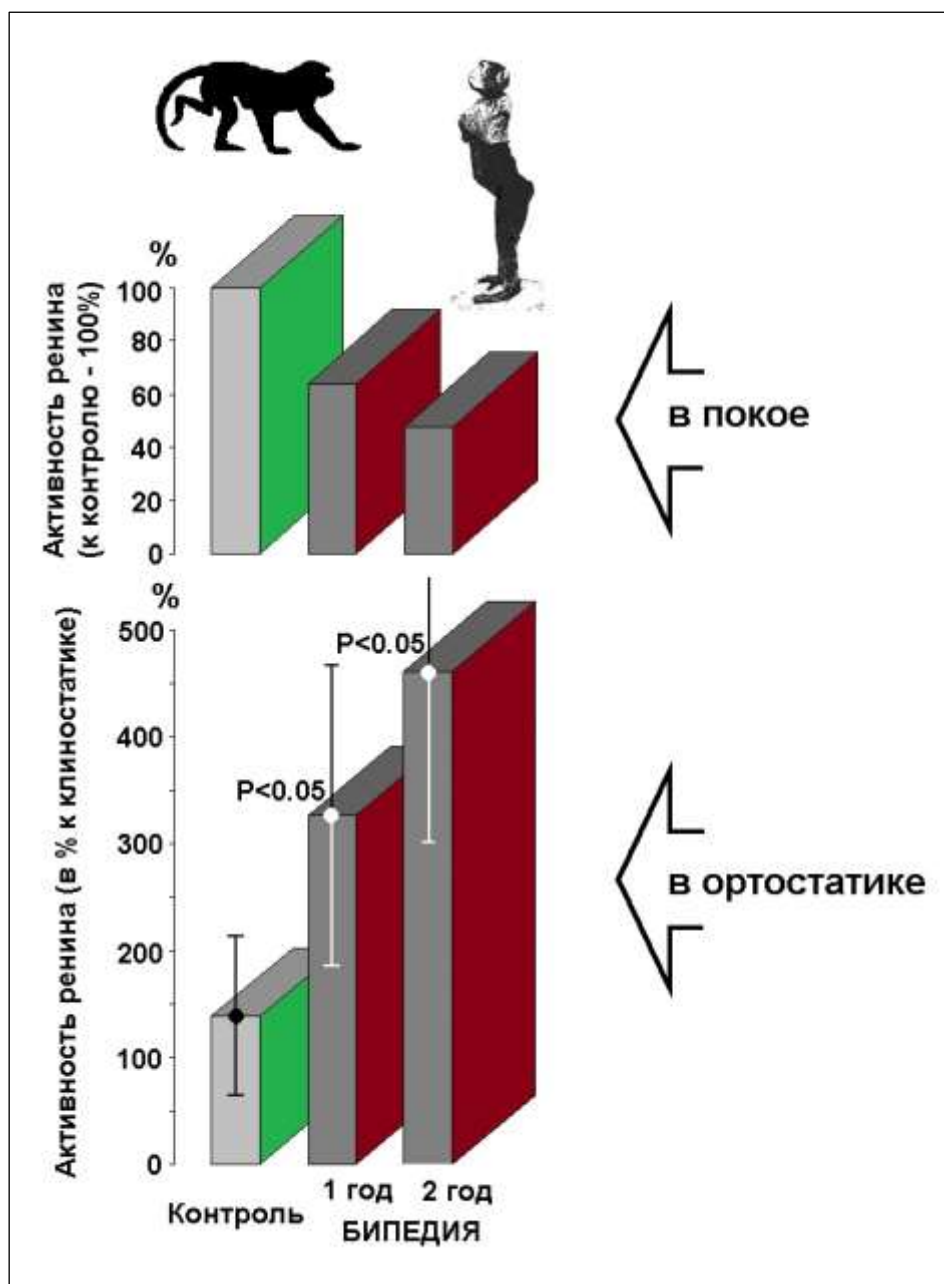 %
Активность ренина
(к контролю - 100%)
100
80
60
40
20
0
в покое
%
Активность ренина (в % к клиностатике)
500
400
300
200
100
0
P<0.05
P<0.05
в ортостатике
Контроль
1 год
2 год
БИПЕДИЯ